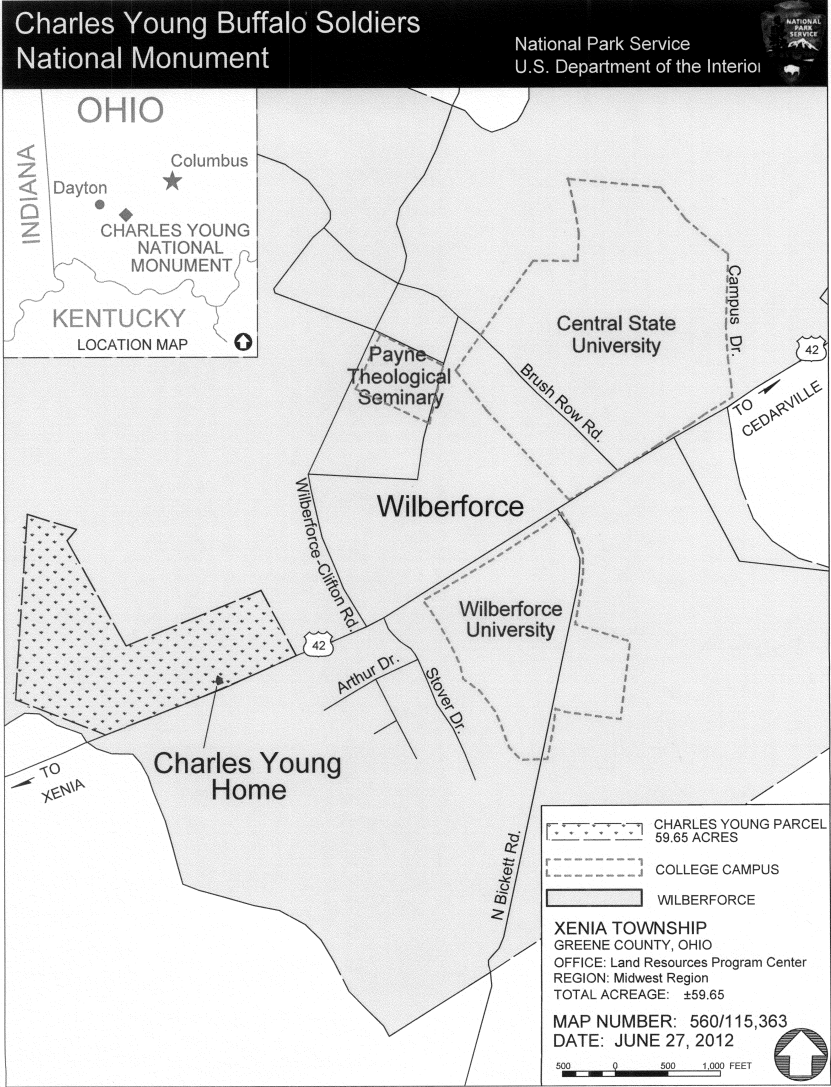 Charles Young Buffalo Soldiers
National Monument
National Park Service
U.S. Department of the Interior
NATIONAL
PARK
SERVICE
OHIO
INDIANA
Columbus
Dayton
CHARLES YOUNG
NATIONAL
MONUMENT
KENTUCKY
LOCATION MAP
Central State
University
Campus Dr.
42
TO
CEDARVILLE
Payne
Theological
Seminary
Brush Row Rd.
Wilberforce
Wilberforce-Clifton Rd.
Wilberforce
University
42
Arthur Dr.
Stover Dr.
Charles Young
Home
TO
XENIA
N Bickett Rd.
CHARLES YOUNG PARCEL
59.65 ACRES
COLLEGE CAMPUS
WILBERFORCE
XENIA TOWNSHIP
GREENE COUNTY, OHIO
OFFICE: Land Resources Program Center
REGION: Midwest Region
TOTAL ACREAGE: ±59.65
MAP NUMBER: 560/115,363
DATE: JUNE 27, 2012
500 0 500 1,000 FEET